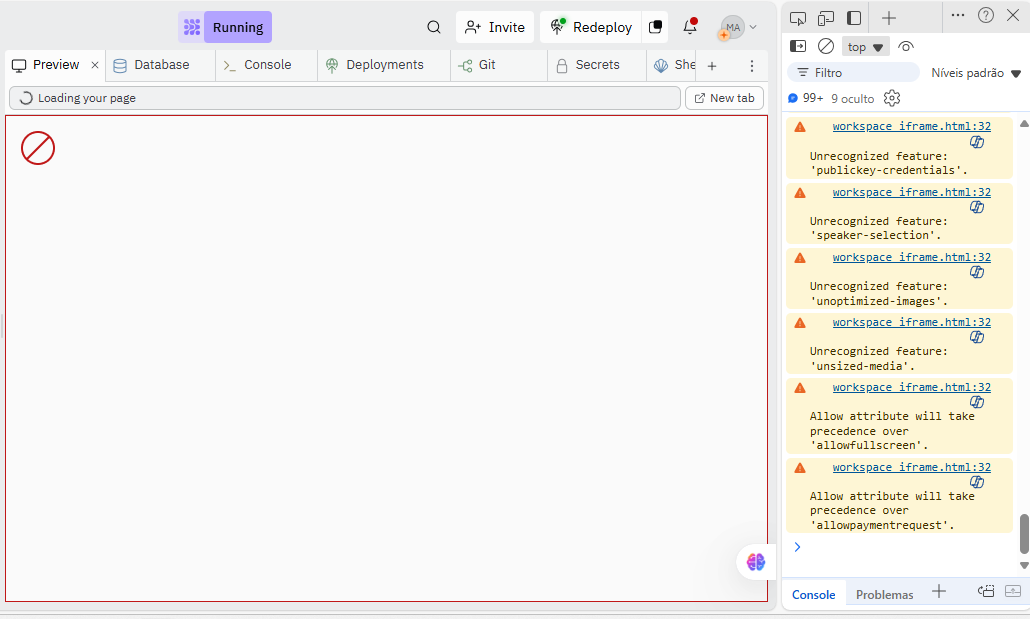 Running
Invite
Redeploy
MA
Preview
Database
Console
Deployments
Git
Secrets
She
Loading your page
New tab
top
Filtro
Níveis padrão
99+
9 oculto
workspace_iframe.html:32
Unrecognized feature:
'publickey-credentials'.
workspace_iframe.html:32
Unrecognized feature:
'speaker-selection'.
workspace_iframe.html:32
Unrecognized feature:
'unoptimized-images'.
workspace_iframe.html:32
Unrecognized feature:
'unsized-media'.
workspace_iframe.html:32
Allow attribute will take
precedence over
'allowfullscreen'.
workspace_iframe.html:32
Allow attribute will take
precedence over
'allowpaymentrequest'.
Console
Problemas